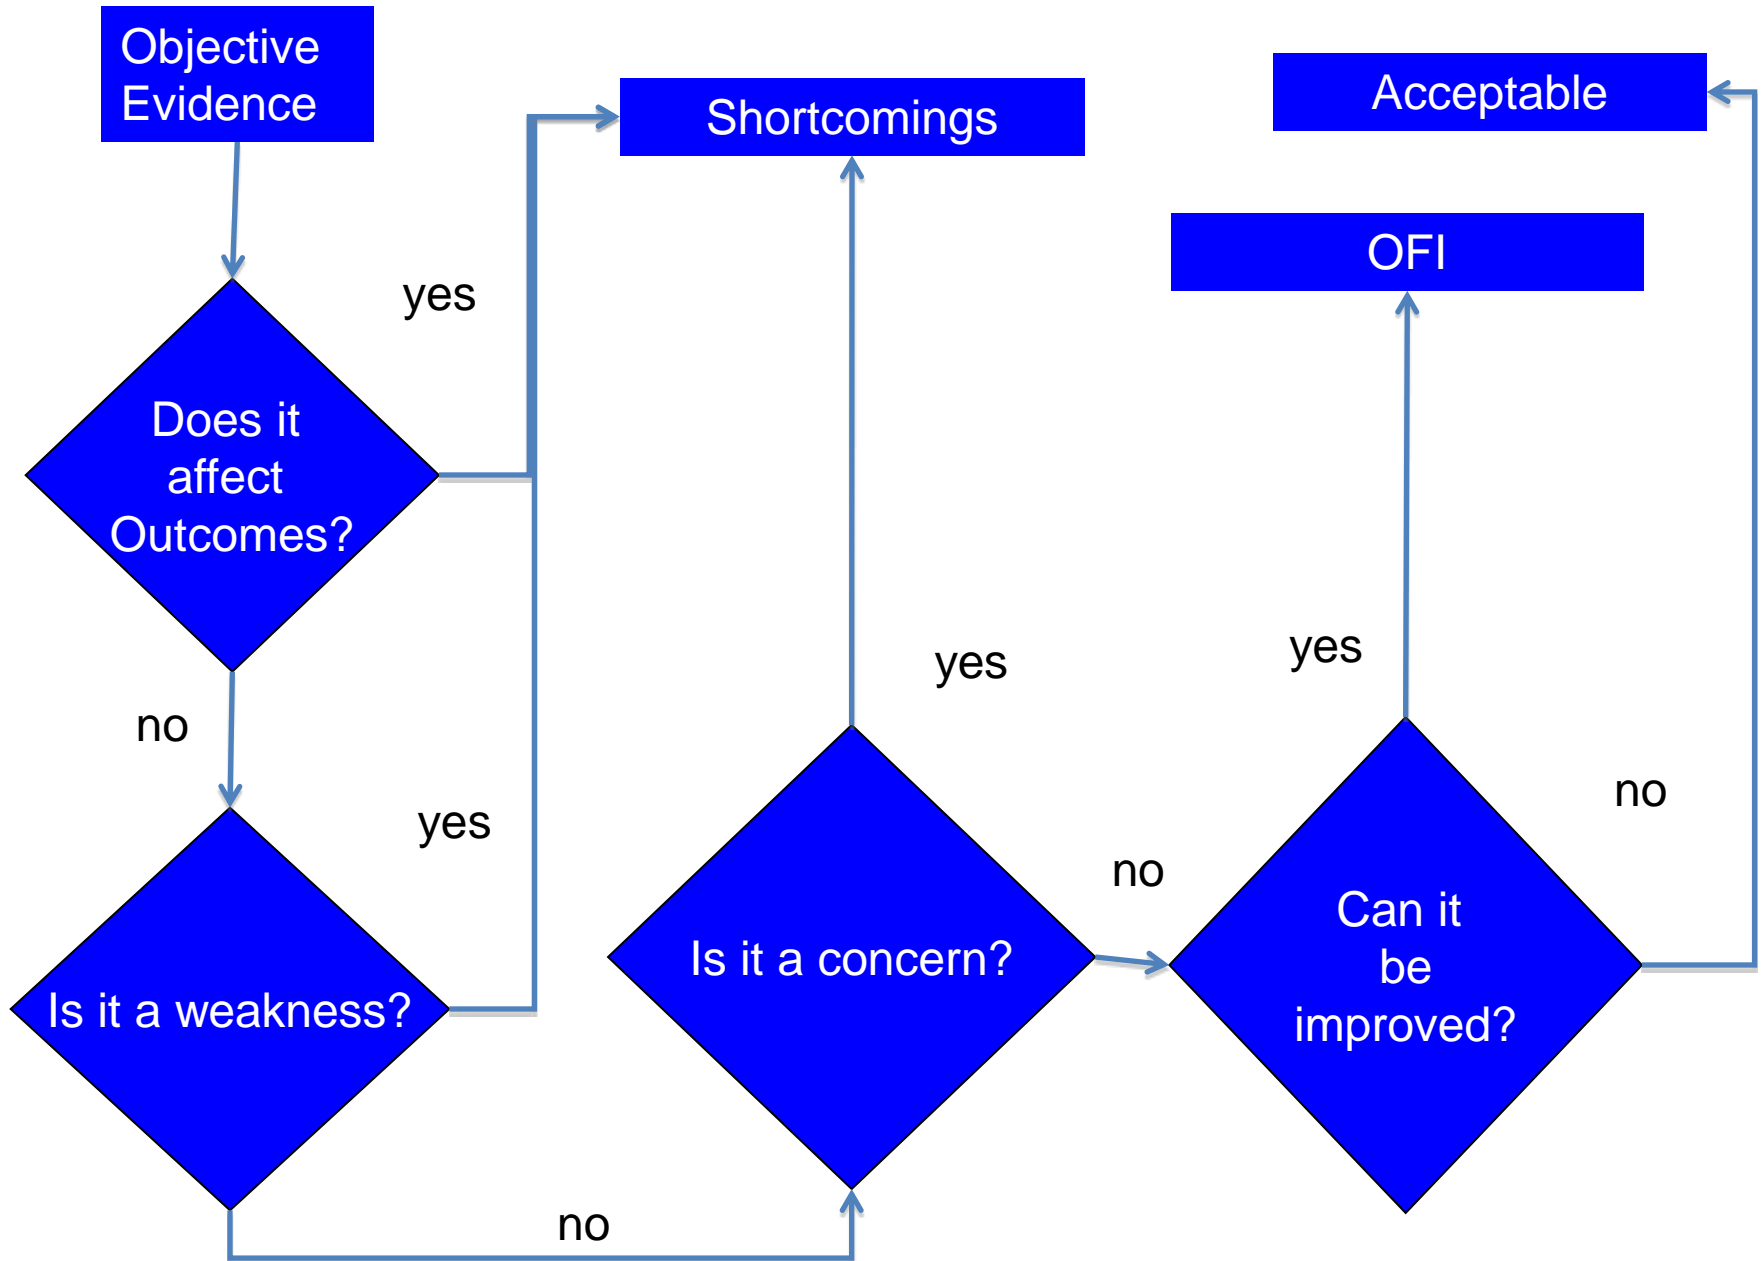 Objective
Evidence
Shortcomings
Acceptable
OFI
yes
Does it
affect
Outcomes?
no
yes
Is it a weakness?
no
yes
Is it a concern?
no
yes
Can it
be
improved?
no